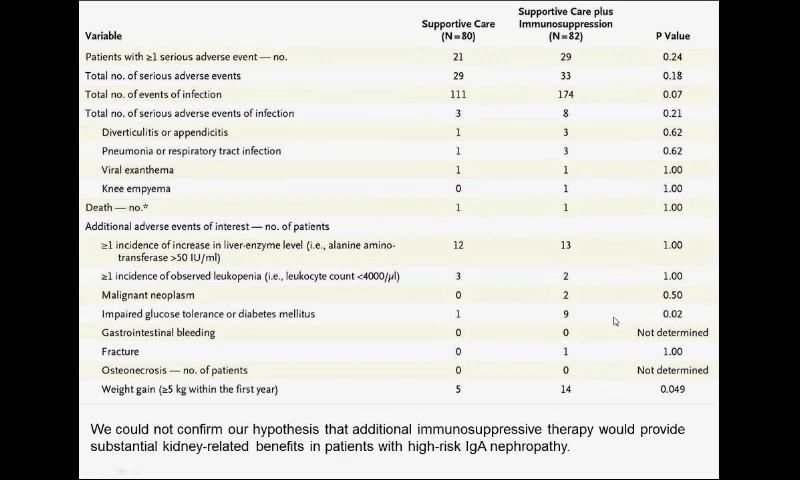 Variable Supportive Care (N=80) Supportive Care plus Immunosuppression (N=82) P Value
Patients with ≥1 serious adverse event — no. 21 29 0.24
Total no. of serious adverse events 29 33 0.18
Total no. of events of infection 111 174 0.07
Total no. of serious adverse events of infection 3 8 0.21
Diverticulitis or appendicitis 1 3 0.62
Pneumonia or respiratory tract infection 1 3 0.62
Viral exanthema 1 1 1.00
Knee empyema 0 1 1.00
Death — no.* 1 1 1.00
Additional adverse events of interest — no. of patients
≥1 incidence of increase in liver-enzyme level (i.e., alanine amino- 12 13 1.00
transferase >50 IU/ml)
≥1 incidence of observed leukopenia (i.e., leukocyte count <4000/μl) 3 2 1.00
Malignant neoplasm 0 2 0.50
Impaired glucose tolerance or diabetes mellitus 1 9 0.02
Gastrointestinal bleeding 0 0 Not determined
Fracture 0 1 1.00
Osteonecrosis — no. of patients 0 0 Not determined
Weight gain (≥5 kg within the first year) 5 14 0.049
We could not confirm our hypothesis that additional immunosuppressive therapy would provide
substantial kidney-related benefits in patients with high-risk IgA nephropathy.